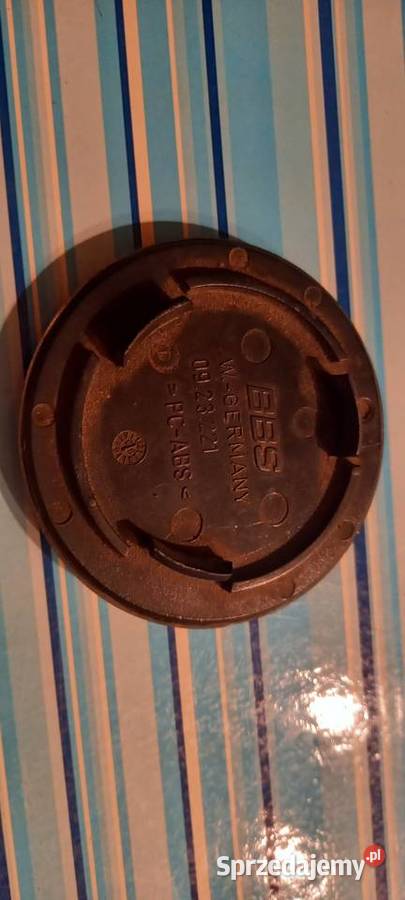 BBS
W.-GERMANY
09.23.221
>PC-ABS<
Sprzedajemy.pl